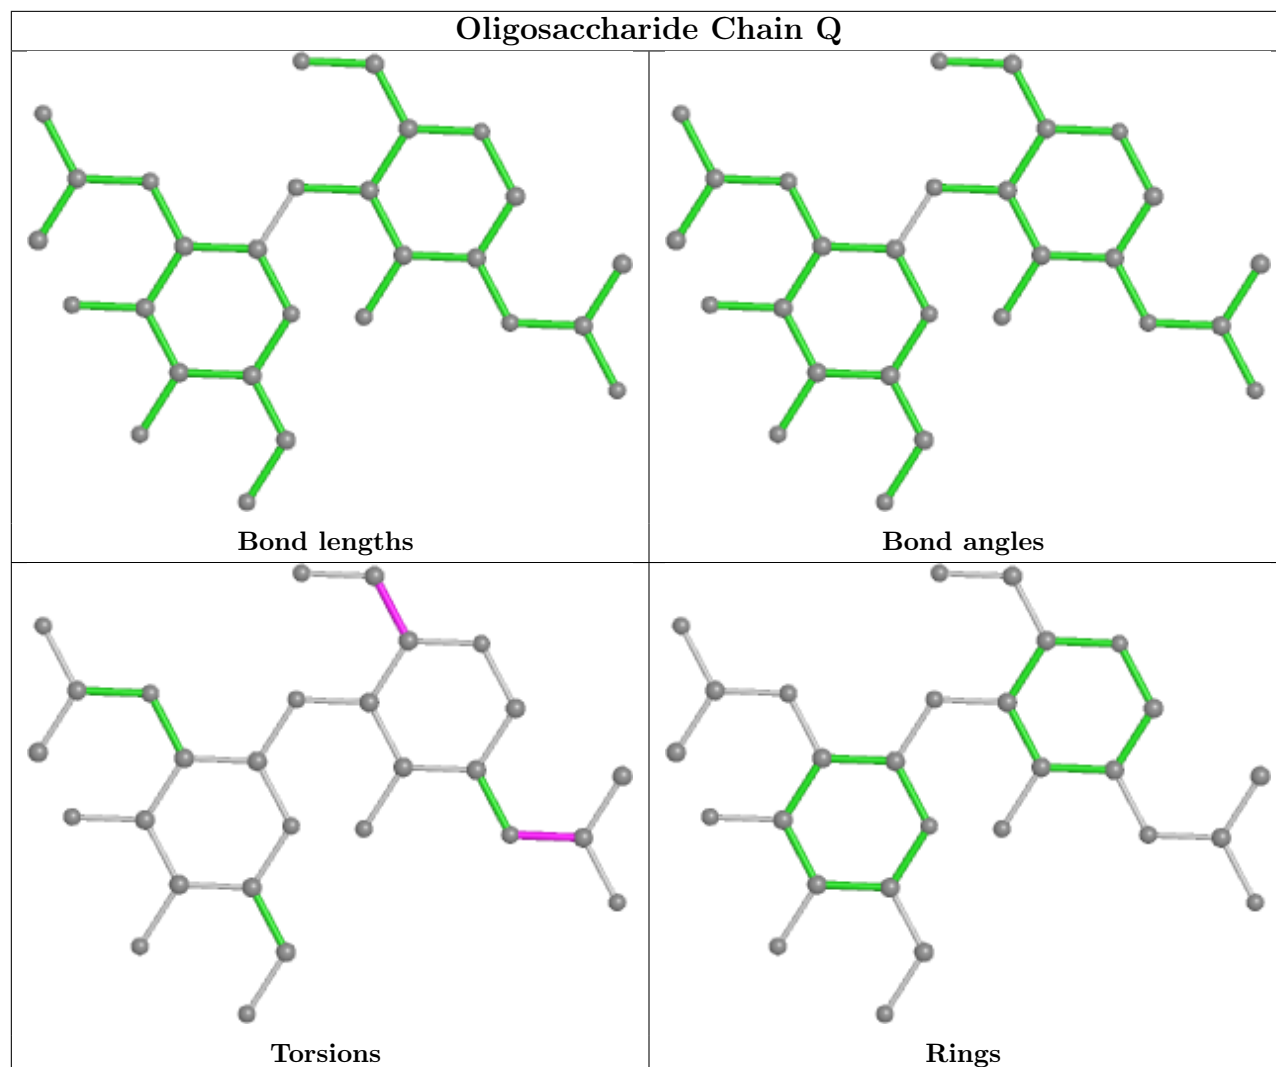 Oligosaccharide Chain Q
Bond lengths
Bond angles
Torsions
Rings